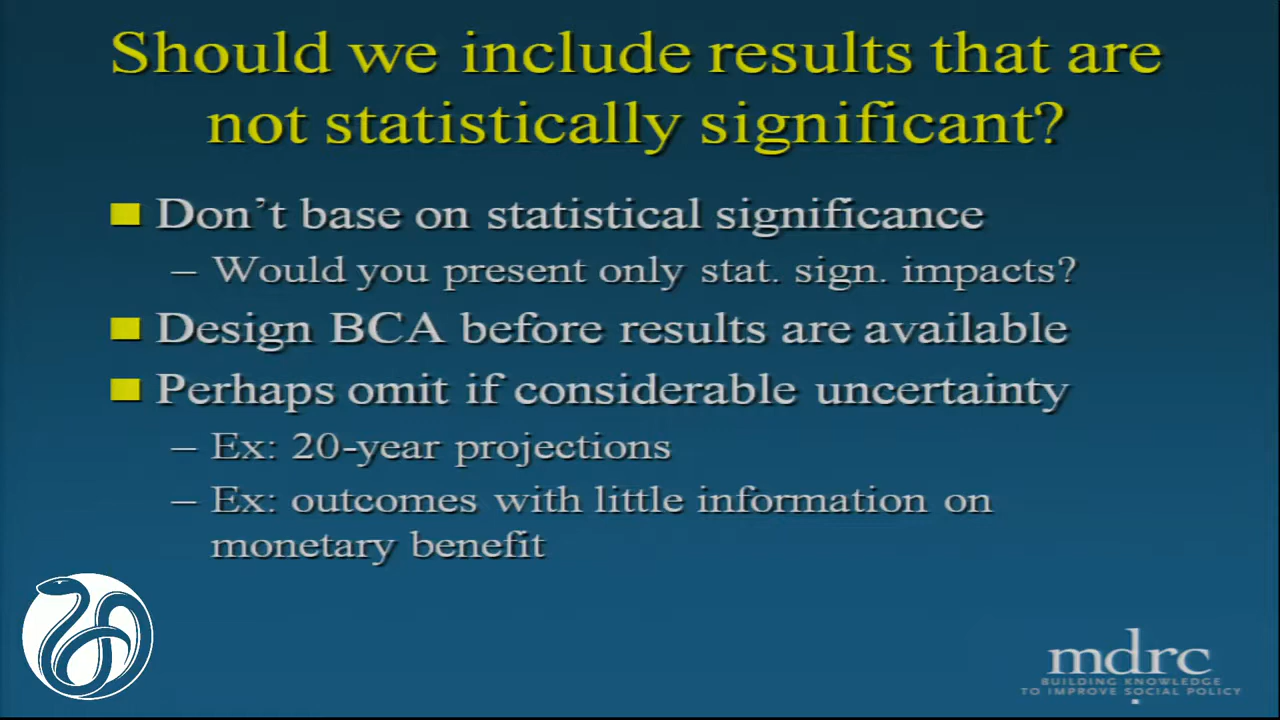 Should we include results that are
not statistically significant?
Don't base on statistical significance
– Would you present only stat. sign. impacts?
Design BCA before results are available
Perhaps omit if considerable uncertainty
– Ex: 20-year projections
– Ex: outcomes with little information on
monetary benefit
mdrc
BUILDING KNOWLEDGE
TO IMPROVE SOCIAL POLICY